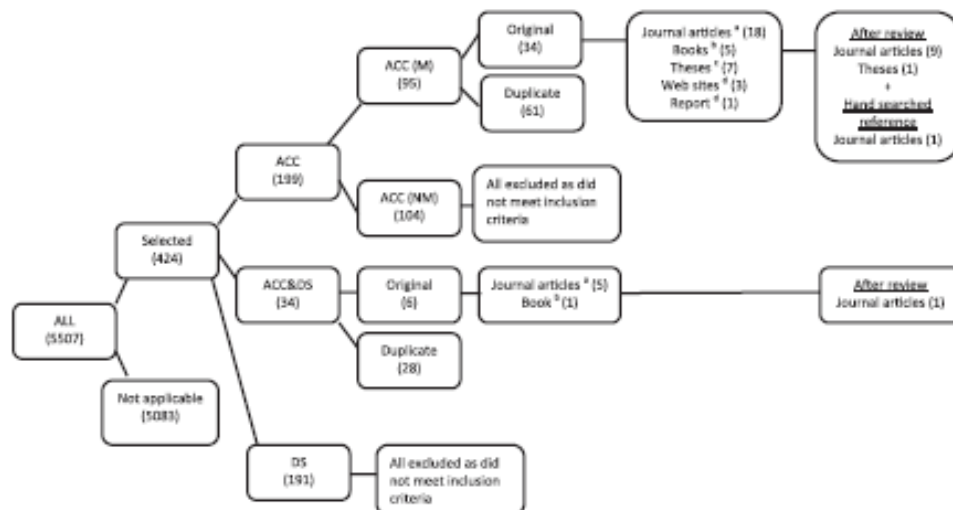 Original
(34)
Journal articles a (18)
Books b (5)
Theses c (7)
Web sites d (3)
Report d (1)
After review
Journal articles (9)
Theses (1)
+
Hand searched
reference
Journal articles (1)
ACC (M)
(95)
Duplicate
(61)
ACC
(199)
ACC (NM)
(104)
All excluded as did
not meet inclusion
criteria
Selected
(424)
ACC&DS
(34)
Original
(6)
Journal articles a (5)
Book b (1)
After review
Journal articles (1)
ALL
(5507)
Duplicate
(28)
Not applicable
(5083)
DS
(191)
All excluded as did
not meet inclusion
criteria